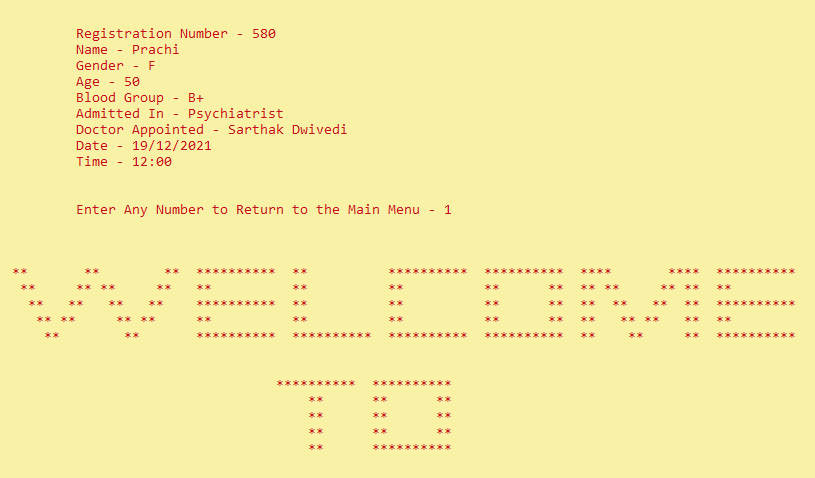 Registration Number - 580
Name - Prachi
Gender - F
Age - 50
Blood Group - B+
Admitted In - Psychiatrist
Doctor Appointed - Sarthak Dwivedi
Date - 19/12/2021
Time - 12:00
Enter Any Number to Return to the Main Menu - 1
WELCOME
TO